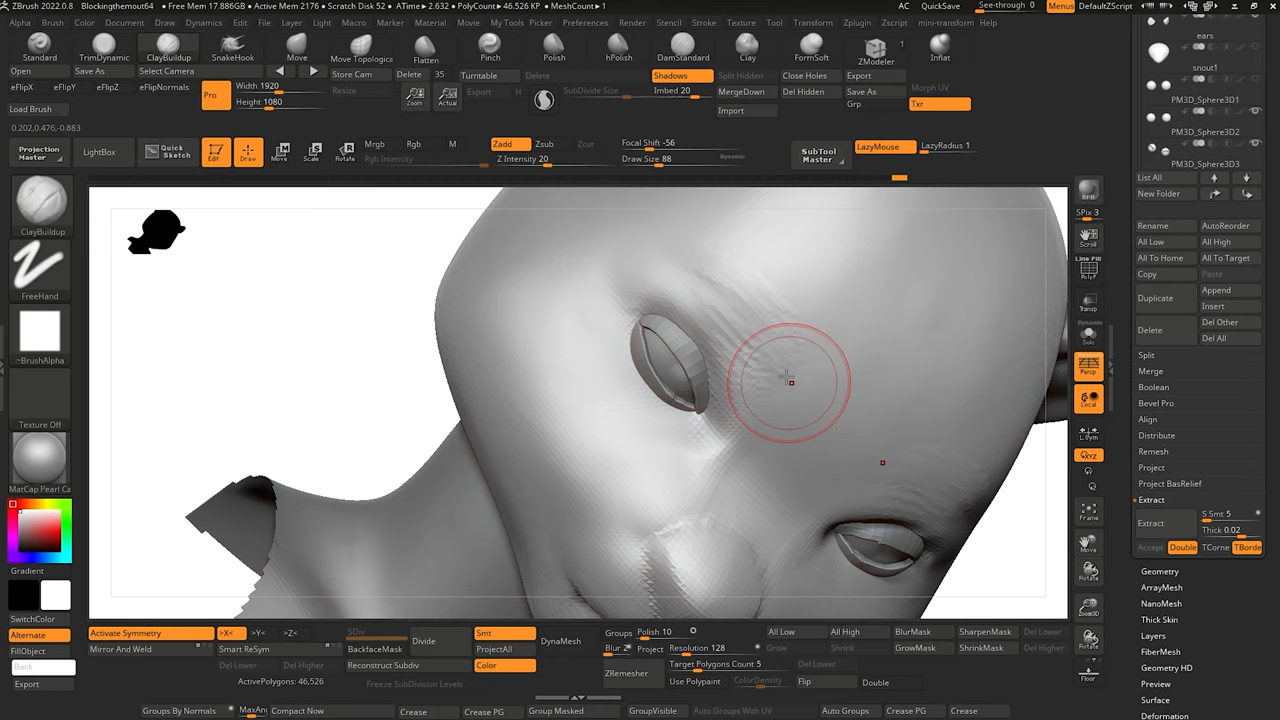 ZBrush 2022.0.8 Blockingthemout64 • Free Mem 17.886GB • Active Mem 2176 • Scratch Disk 52 • ATime ▸ 2.632 • PolyCount ▸ 46.526 KP • MeshCount ▸ 1 AC QuickSave See-through 0 Menus DefaultZScript
Alpha Brush Color Document Draw Dynamics Edit File Layer Light Macro Marker Material Movie My Tools Picker Preferences Render Stencil Stroke Texture Tool Transform Zplugin Zscript mini-transform Help
ears
Standard TrimDynamic ClayBuildup SnakeHook Move Move Topologica Flatten Pinch Polish hPolish DamStandard Clay FormSoft ZModeler 1 Inflat
snout1
Open Save As Select Camera Store Cam Delete 35 Turntable Delete Shadows Split Hidden Close Holes Export Morph UV
eFlipX eFlipY eFlipZ eFlipNormals Pro Width 1920 Height 1080 Resize Zoom Actual Export H SubDivide Size Imbed 20 MergeDown Del Hidden Save As Grp Txr
PM3D_Sphere3D1
Load Brush Import
0.202,0.476,-0.883
PM3D_Sphere3D2
Projection Master LightBox Quick Sketch Edit Draw Move Scale Rotate Mrgb Rgb M Rgb Intensity Zadd Zsub Zcut Z Intensity 20 Focal Shift -56 Draw Size 88 Dynamic SubTool Master LazyMouse LazyRadius 1
PM3D_Sphere3D3
ClayBuildup
FreeHand
~BrushAlpha
Texture Off
MatCap Pearl Ca
Gradient
SwitchColor
Alternate
FillObject
Back
Export
BPR
SPix 3
Scroll
Line Fill
PolyF
Transp
Dynamic
Solo
Persp
Local
L.Sym
XYZ
Frame
Move
Rotate
Zoom3D
Rotate
Floor
List All
New Folder
Rename AutoReorder
All Low All High
All To Home All To Target
Copy Paste
Duplicate Append
Insert
Delete Del Other
Del All
Split
Merge
Boolean
Bevel Pro
Align
Distribute
Remesh
Project
Project BasRelief
Extract
Extract S Smt 5
Thick 0.02
Accept Double TCorne TBorde
Geometry
ArrayMesh
NanoMesh
Thick Skin
Layers
FiberMesh
Geometry HD
Preview
Surface
Deformation
Activate Symmetry >X< >Y< >Z< SDiv Divide Smt DynaMesh Groups Polish 10 All Low All High BlurMask SharpenMask Del Lower
Mirror And Weld Smart ReSym BackfaceMask ProjectAll Blur 2 Project Resolution 128 Grow Shrink GrowMask ShrinkMask Del Higher
Del Lower Del Higher Reconstruct Subdiv Color ZRemesher Target Polygons Count 5 Del Lower
ActivePolygons: 46,526 Freeze SubDivision Levels Use Polypaint ColorDensity Flip Double
Groups By Normals MaxAng Compact Now Crease Crease PG Group Masked GroupVisible Auto Groups With UV Auto Groups Crease PG Crease